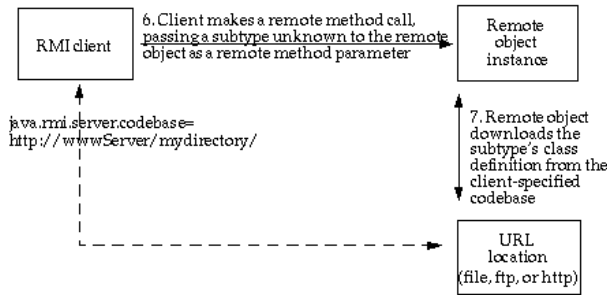 RMI client
6. Client makes a remote method call,
passing a subtype unknown to the remote
object as a remote method parameter
Remote
object
instance
java.rmi.server.codebase=
http://wwwServer/mydirectory/
7. Remote object
downloads the
subtype's class
definition from the
client-specified
codebase
URL
location
(file, ftp, or http)